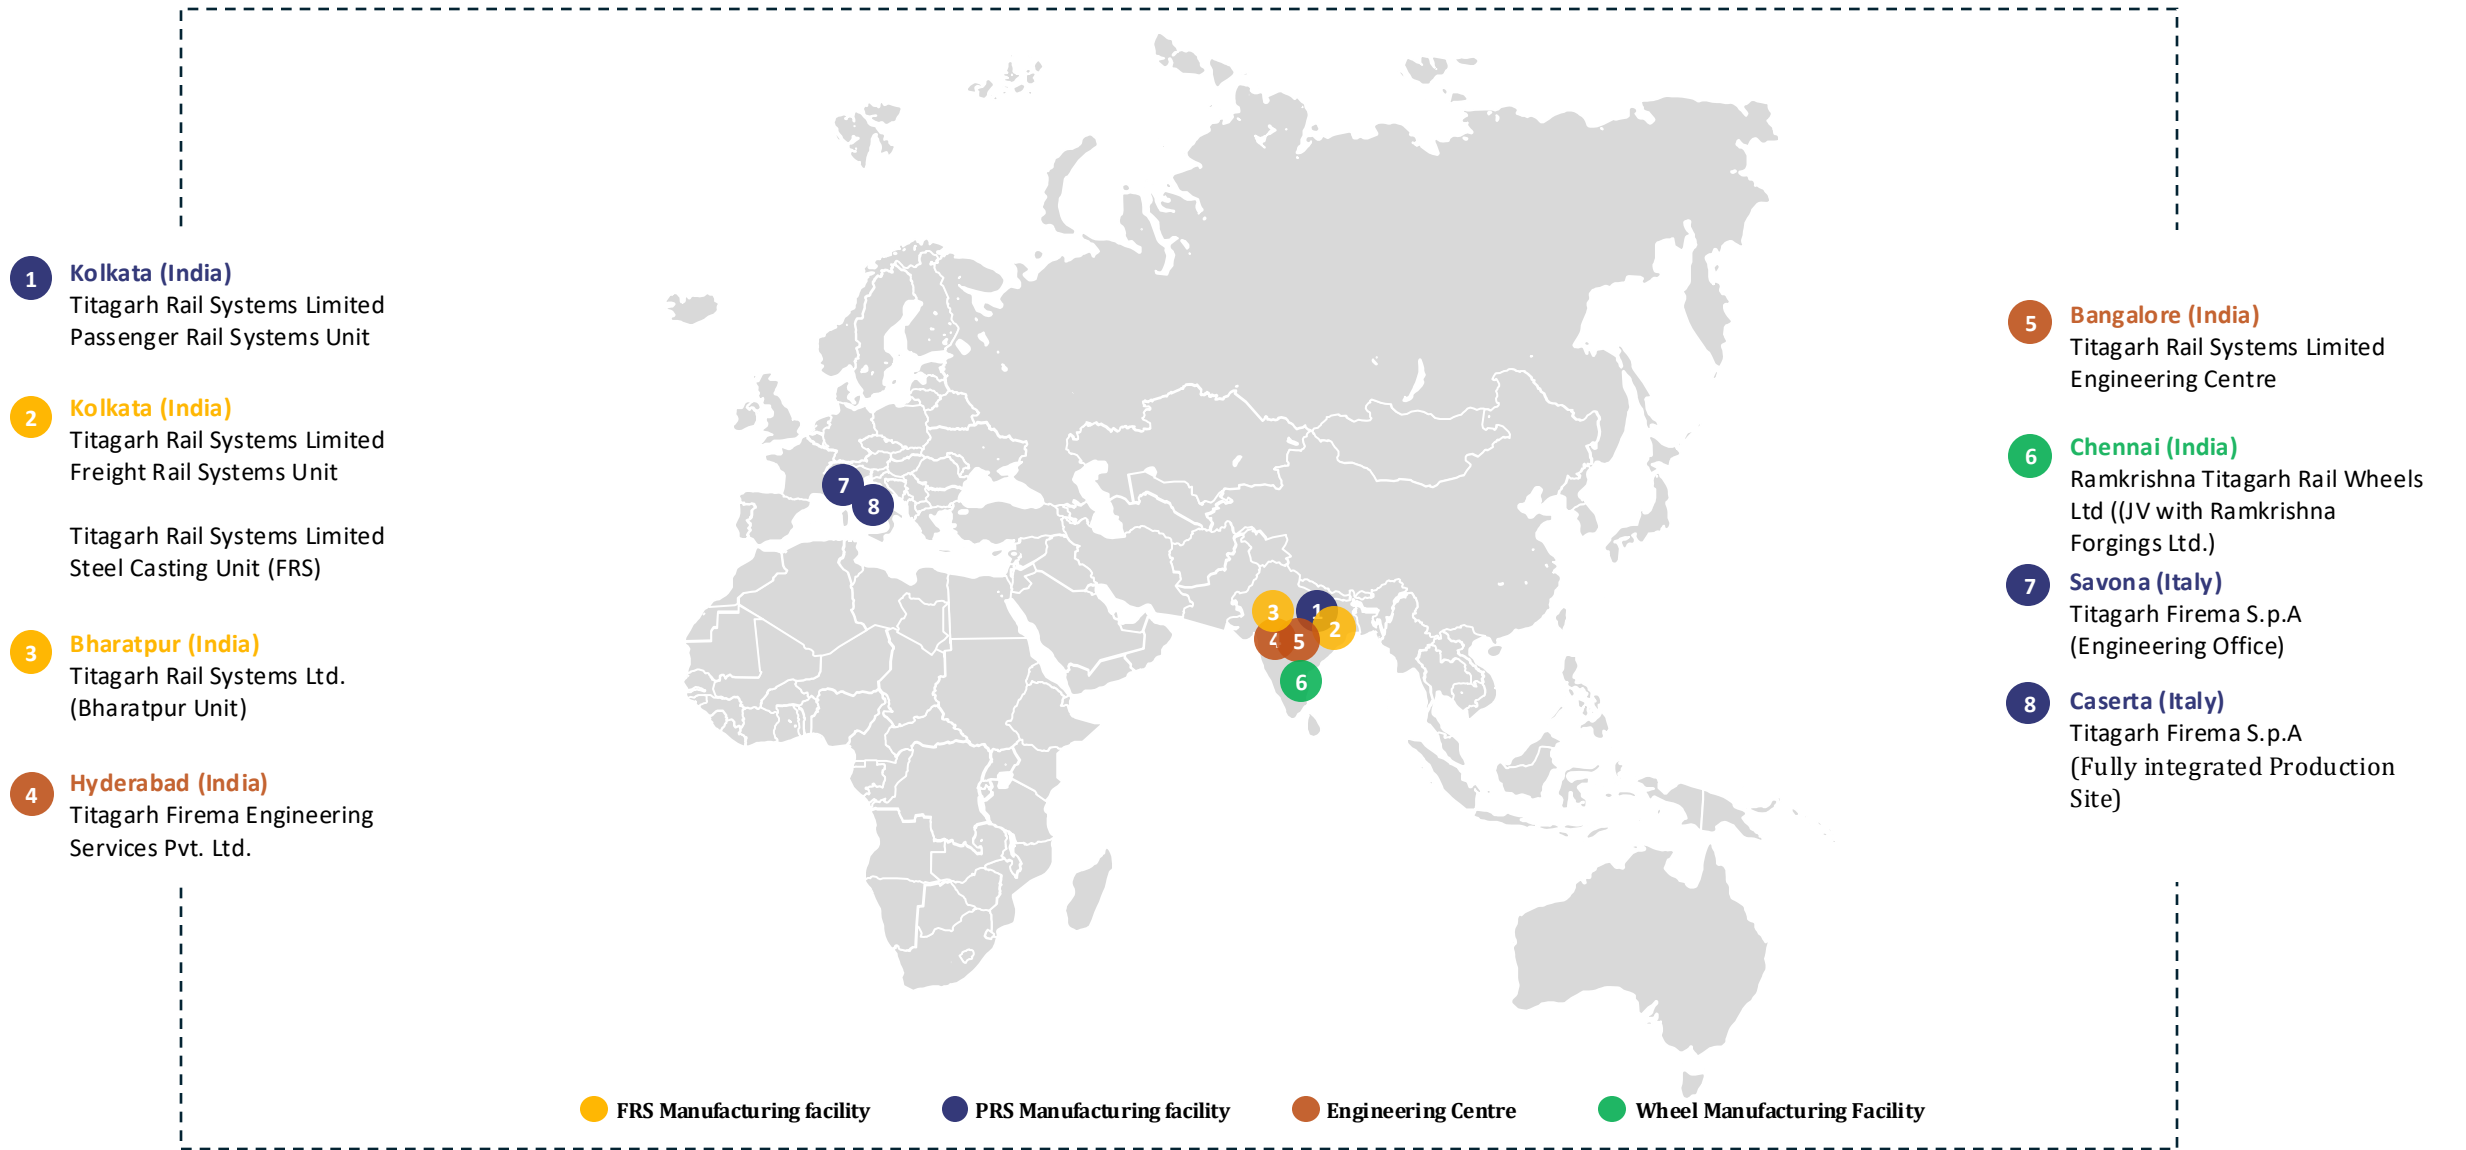 1
Kolkata (India)
Titagarh Rail Systems Limited
Passenger Rail Systems Unit
2
Kolkata (India)
Titagarh Rail Systems Limited
Freight Rail Systems Unit
Titagarh Rail Systems Limited
Steel Casting Unit (FRS)
3
Bharatpur (India)
Titagarh Rail Systems Ltd.
(Bharatpur Unit)
4
Hyderabad (India)
Titagarh Firema Engineering
Services Pvt. Ltd.
7
8
3
1
2
4
5
6
5
Bangalore (India)
Titagarh Rail Systems Limited
Engineering Centre
6
Chennai (India)
Ramkrishna Titagarh Rail Wheels
Ltd ((JV with Ramkrishna
Forgings Ltd.)
7
Savona (Italy)
Titagarh Firema S.p.A
(Engineering Office)
8
Caserta (Italy)
Titagarh Firema S.p.A
(Fully integrated Production
Site)
FRS Manufacturing facility
PRS Manufacturing facility
Engineering Centre
Wheel Manufacturing Facility